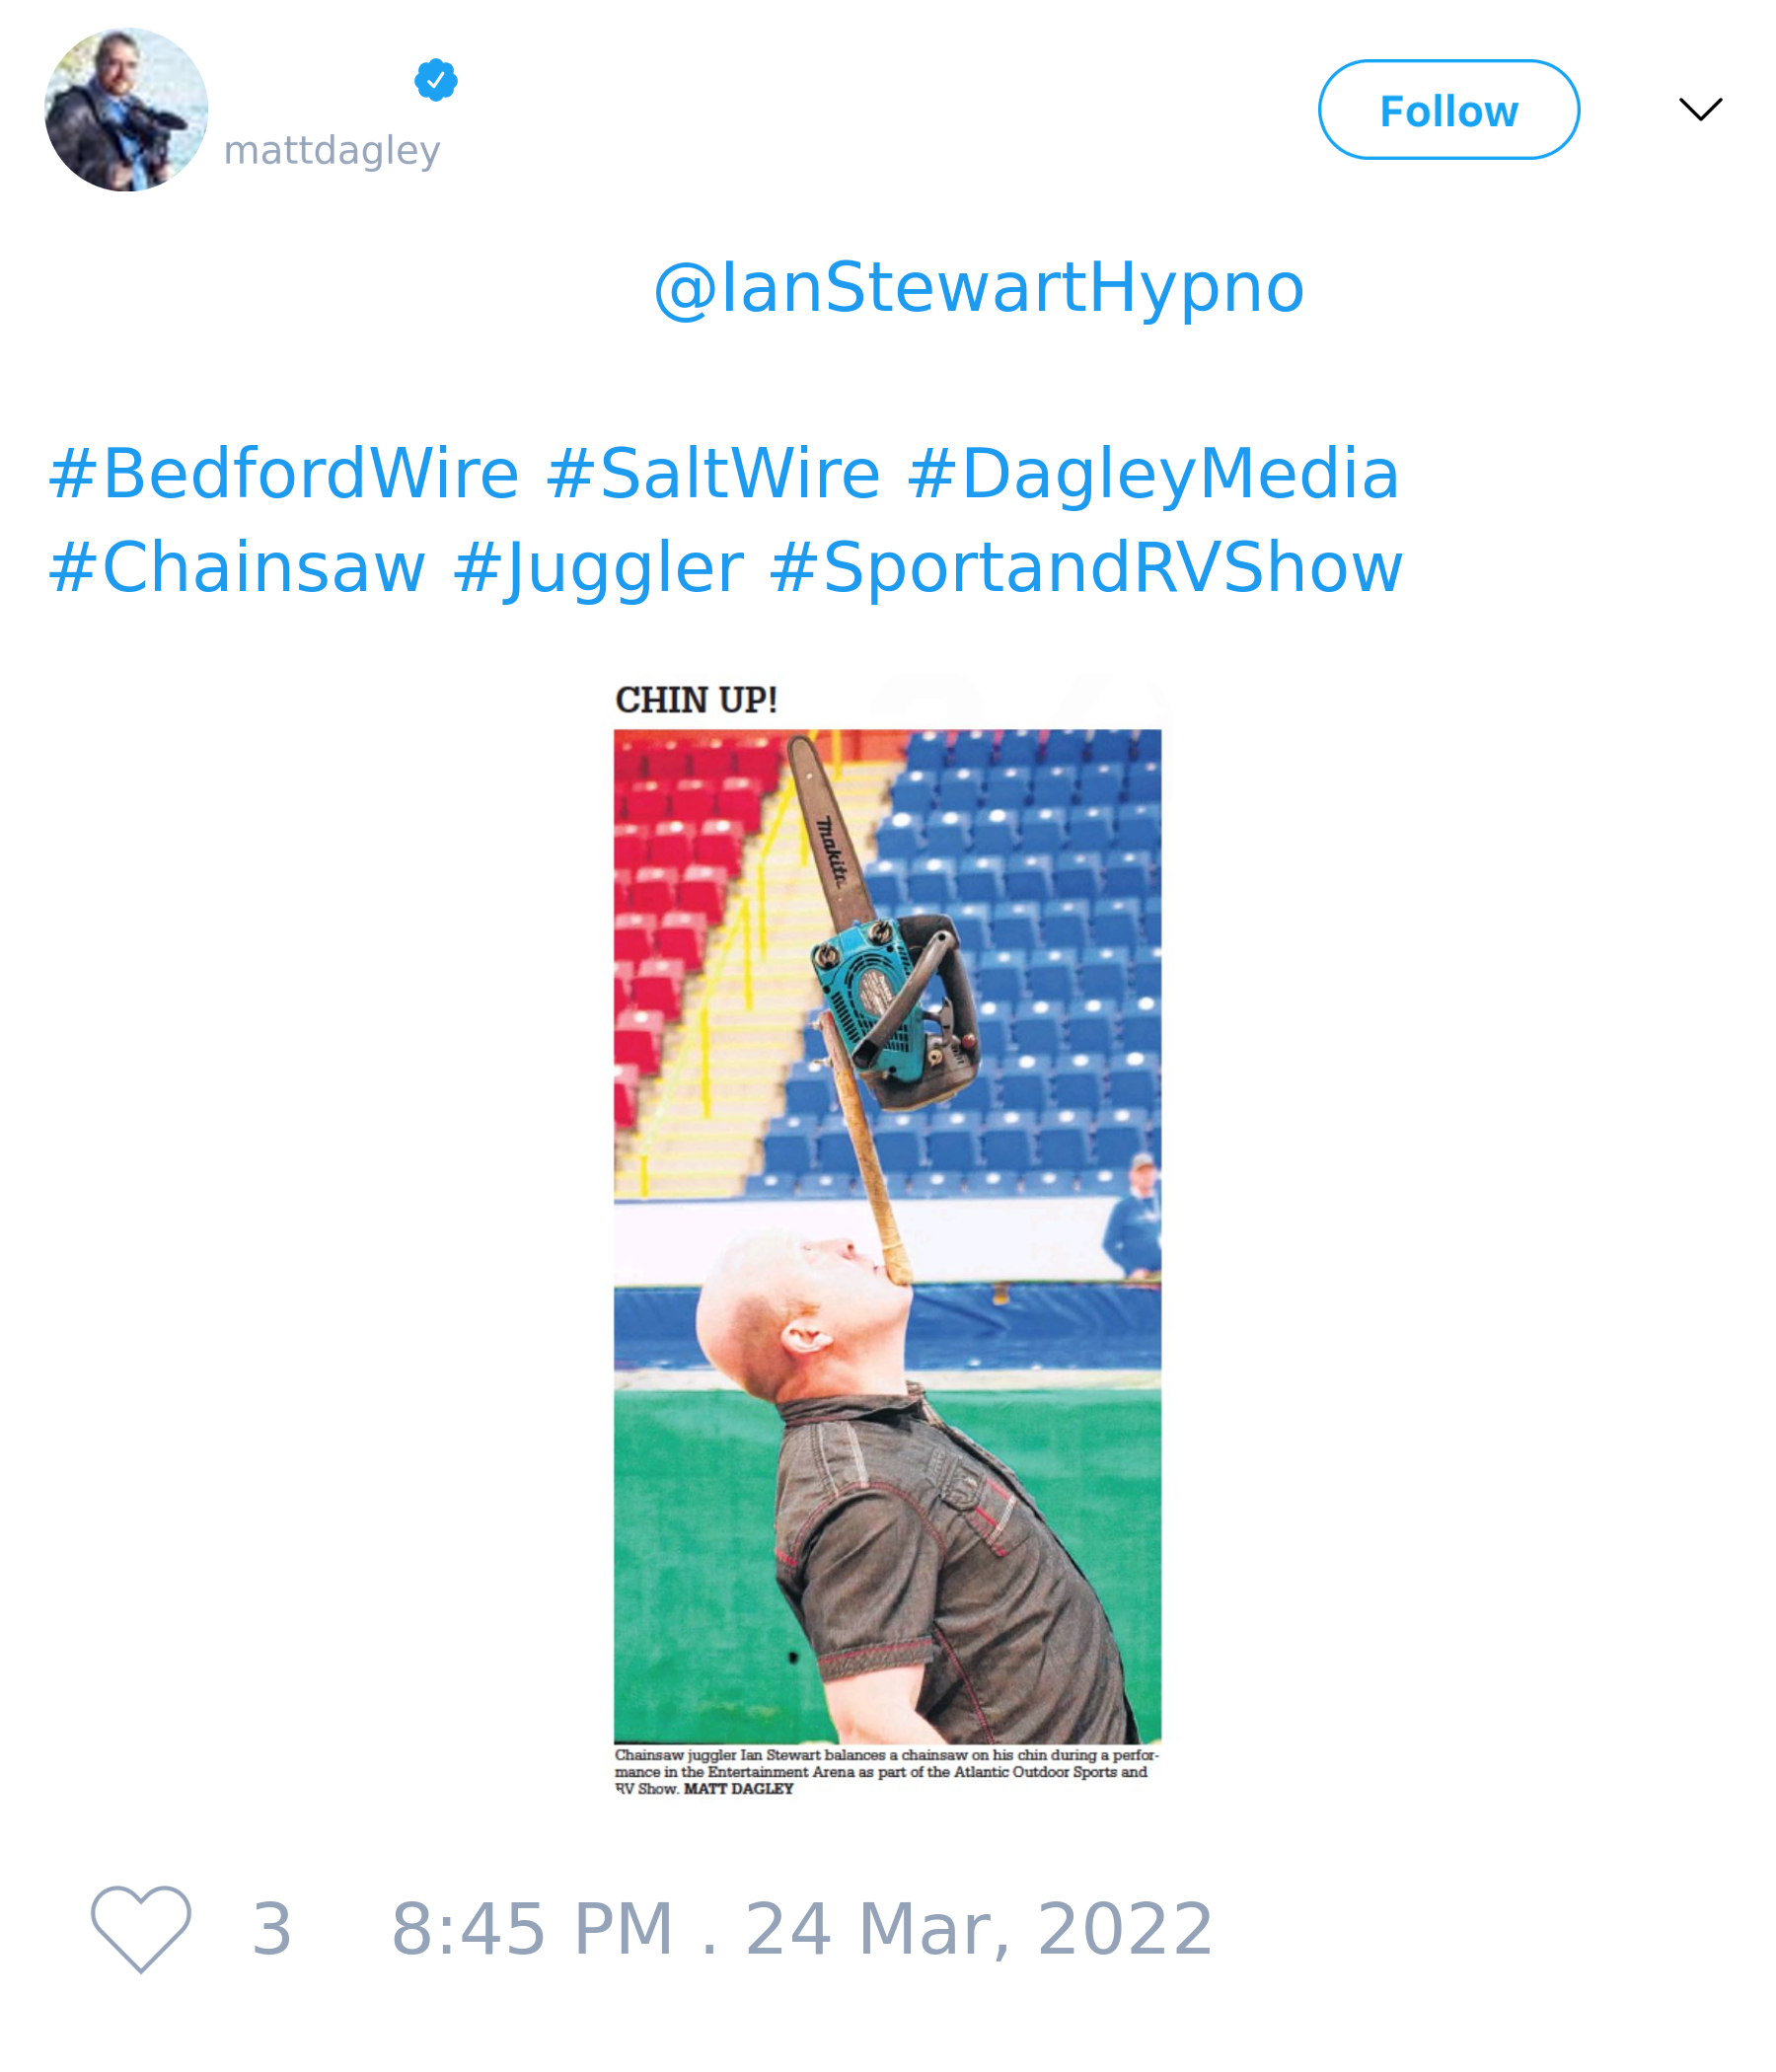 mattdagley
Follow
@IanStewartHypno
#BedfordWire #SaltWire #DagleyMedia
#Chainsaw #Juggler #SportandRVShow
CHIN UP!
makita
Chainsaw juggler Ian Stewart balances a chainsaw on his chin during a perfor-
mance in the Entertainment Arena as part of the Atlantic Outdoor Sports and
RV Show. MATT DAGLEY
3 8:45 PM . 24 Mar, 2022